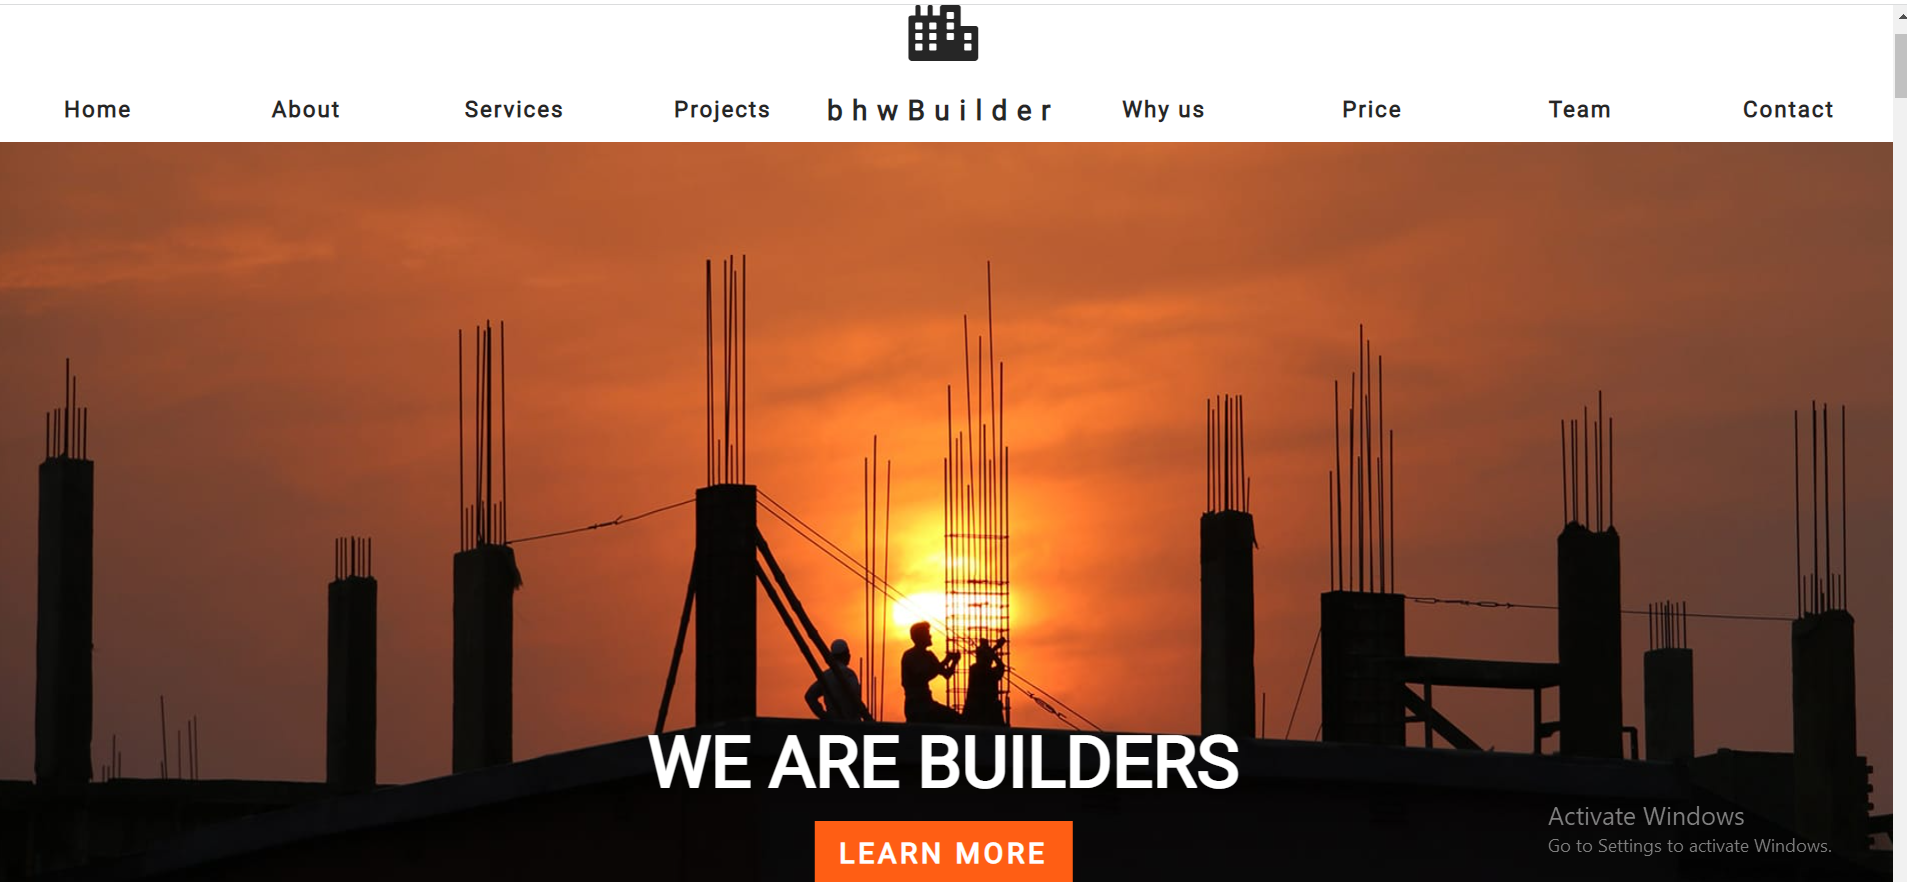 Home About Services Projects bhwBuilder Why us Price Team Contact
WE ARE BUILDERS
LEARN MORE
Activate Windows
Go to Settings to activate Windows.